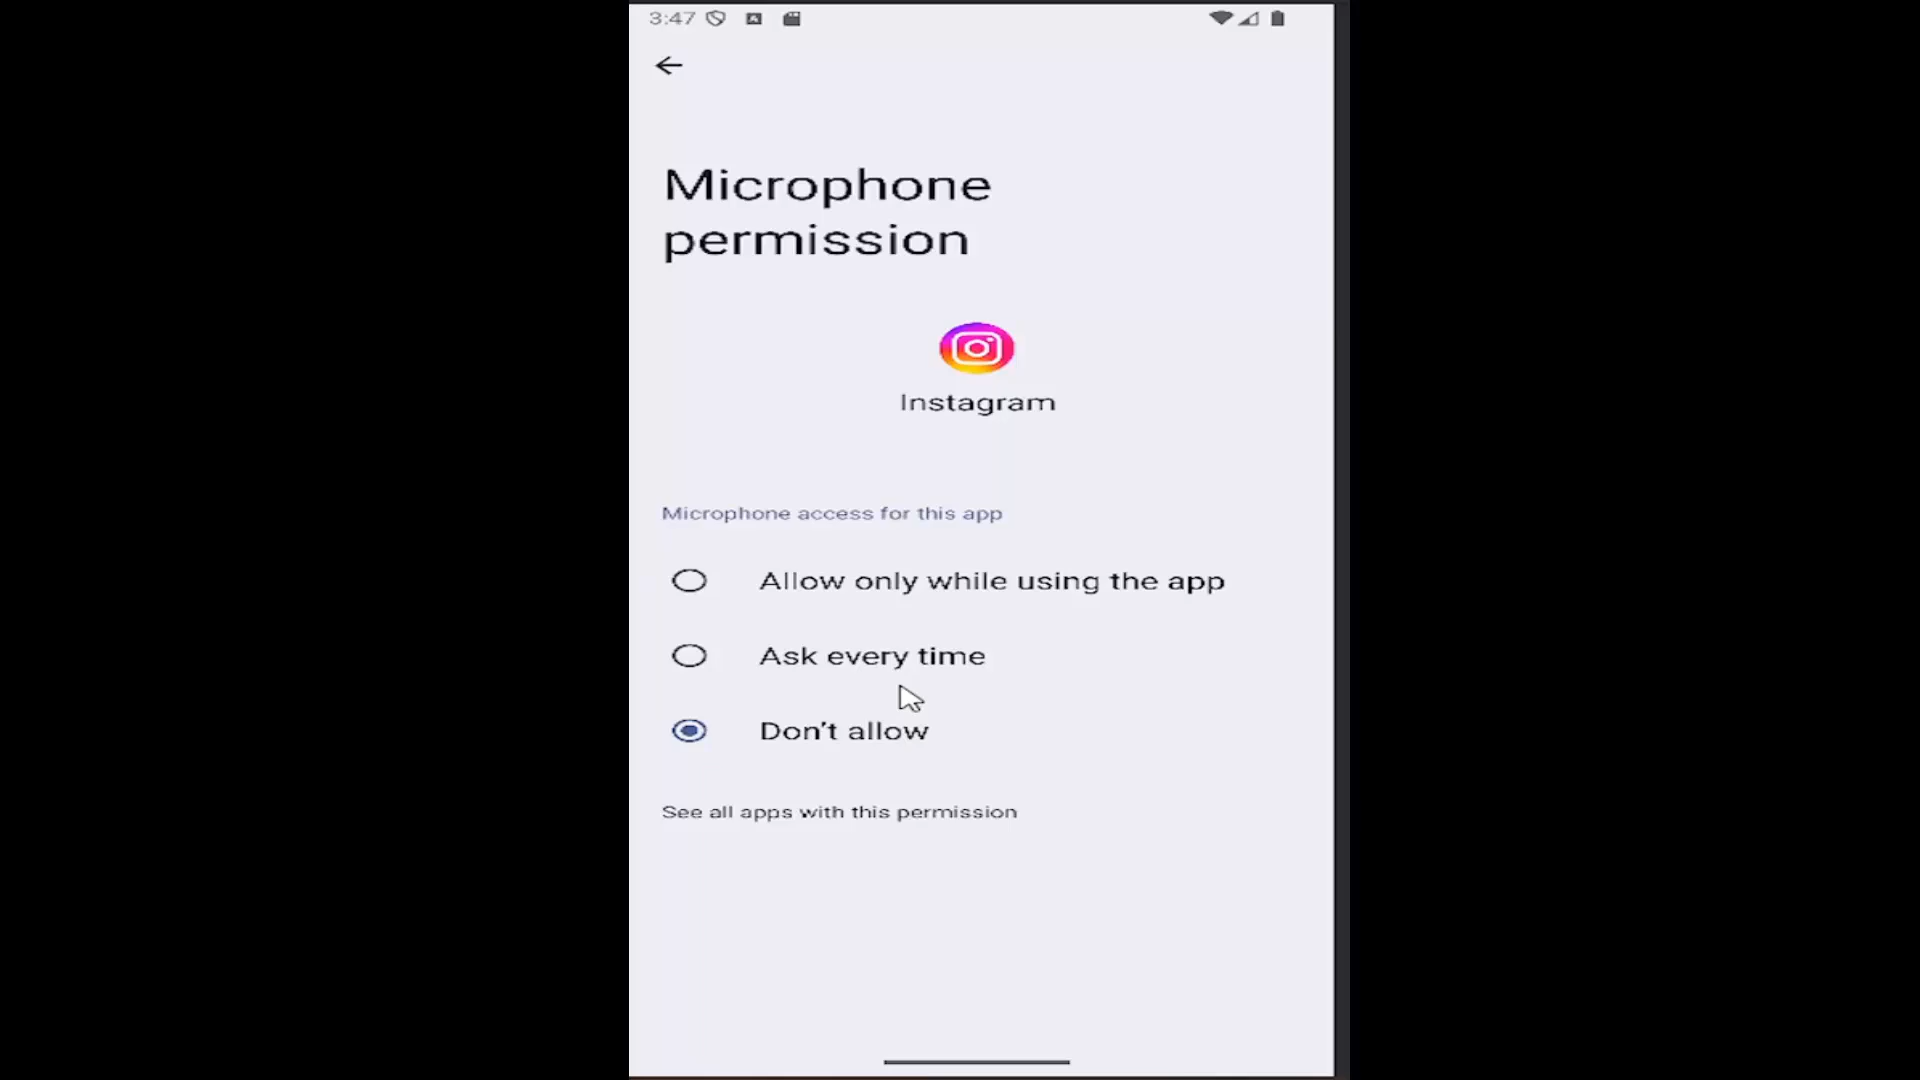 3:47
Microphone
permission
Instagram
Microphone access for this app
Allow only while using the app
Ask every time
Don't allow
See all apps with this permission